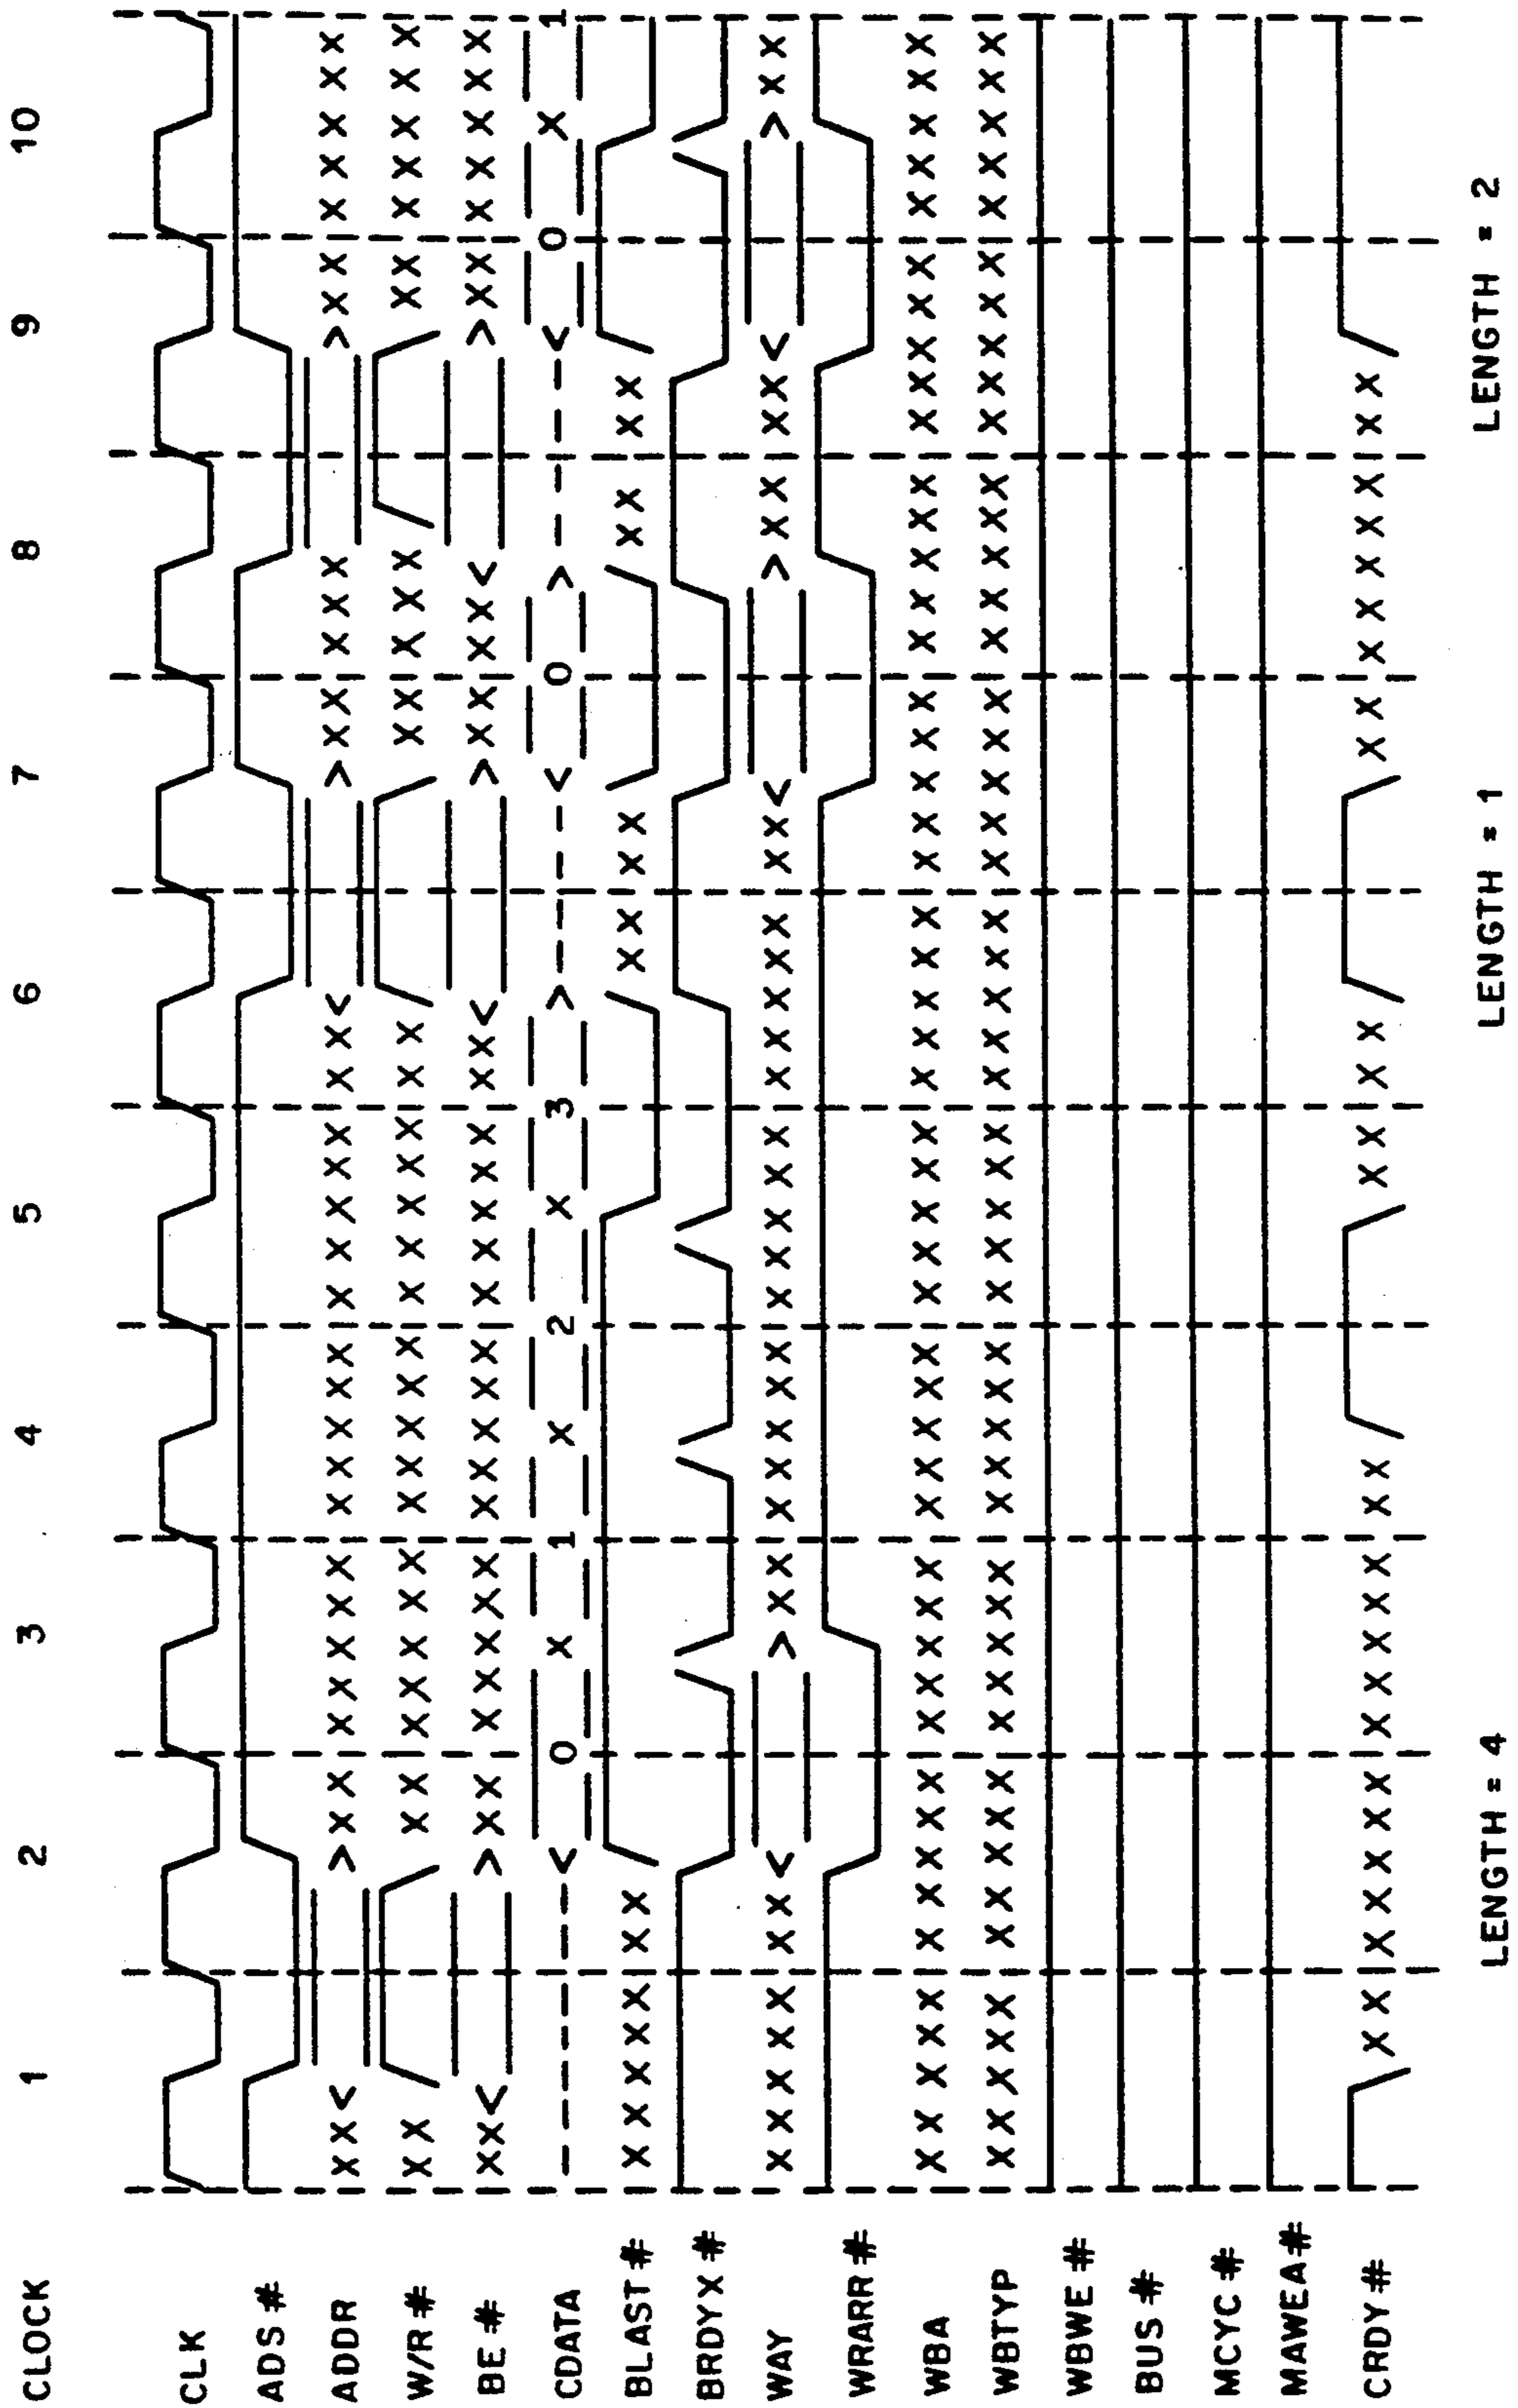 CLOCK 1 2 3 4 5 6 7 8 9 10
CLK
ADS#
ADDR
W/R#
BE#
CDATA 0 1 2 3 0 0 1
BLAST#
BRDYX#
WAY
WRARR#
WBA
WBTYP
WBWE#
BUS#
MCYC#
MAWEA#
CRDY#
LENGTH = 4 LENGTH = 1 LENGTH = 2